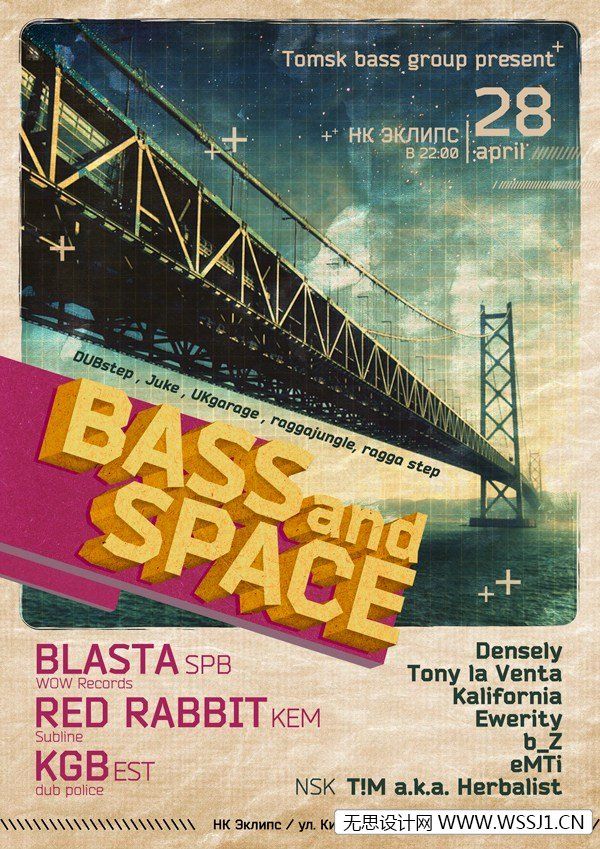 Tomsk bass group present
28
НК ЭКЛИПС
В 22:00
april
DUBstep , Juke , UKgarage , raggajungle, ragga step
BASS and
SPACE
BLASTA SPB
WOW Records
RED RABBIT KEM
Subline
KGB EST
dub police
Densely
Tony la Venta
Kalifornia
Ewerity
b_Z
eMTi
NSK T!M a.k.a. Herbalist
НК Эклипс / ул.
无思设计网 WWW.WSSJ1.CN